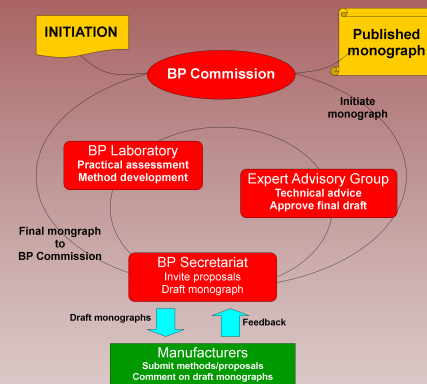 INITIATION
Published
monograph
BP Commission
Initiate
monograph
BP Laboratory
Practical assessment
Method development
Expert Advisory Group
Technical advice
Approve final draft
Final mongraph
to
BP Commission
BP Secretariat
Invite proposals
Draft monograph
Draft monographs
Feedback
Manufacturers
Submit methods/proposals
Comment on draft monographs